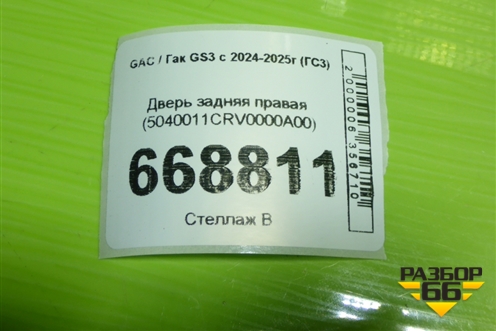 GAC / Гак GS3 с 2024-2025г (ГС3)
Дверь задняя правая
(5040011CRV0000A00)
668811
Стеллаж В
2000006356710
РАЗБОР
66